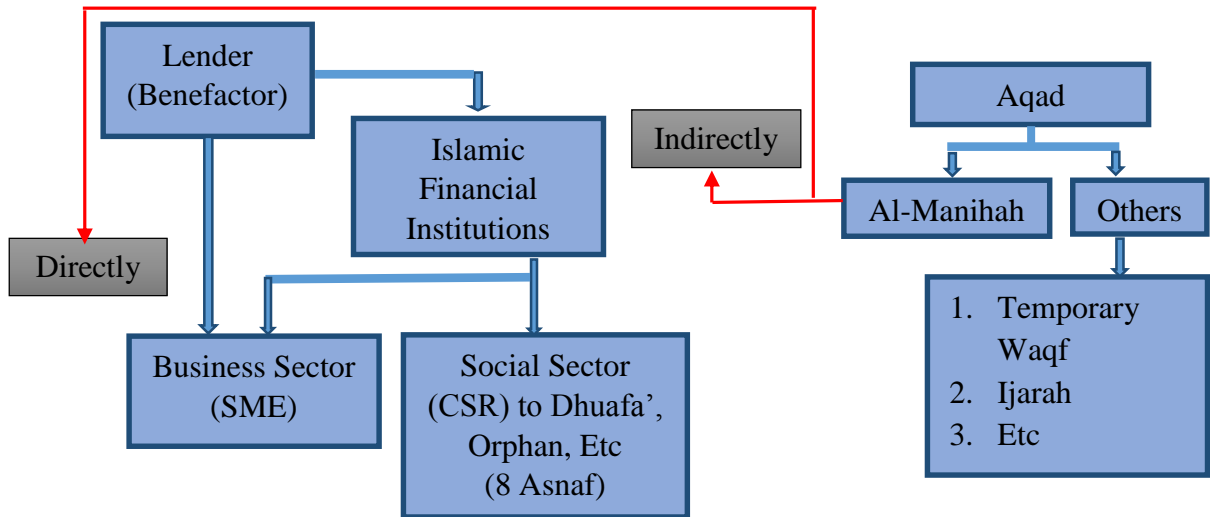 Lender
(Benefactor)
Aqad
Indirectly
Islamic
Financial
Institutions
Al-Manihah
Others
Directly
Business Sector
(SME)
Social Sector
(CSR) to Dhuafa’,
Orphan, Etc
(8 Asnaf)
1. Temporary
Waqf
2. Ijarah
3. Etc